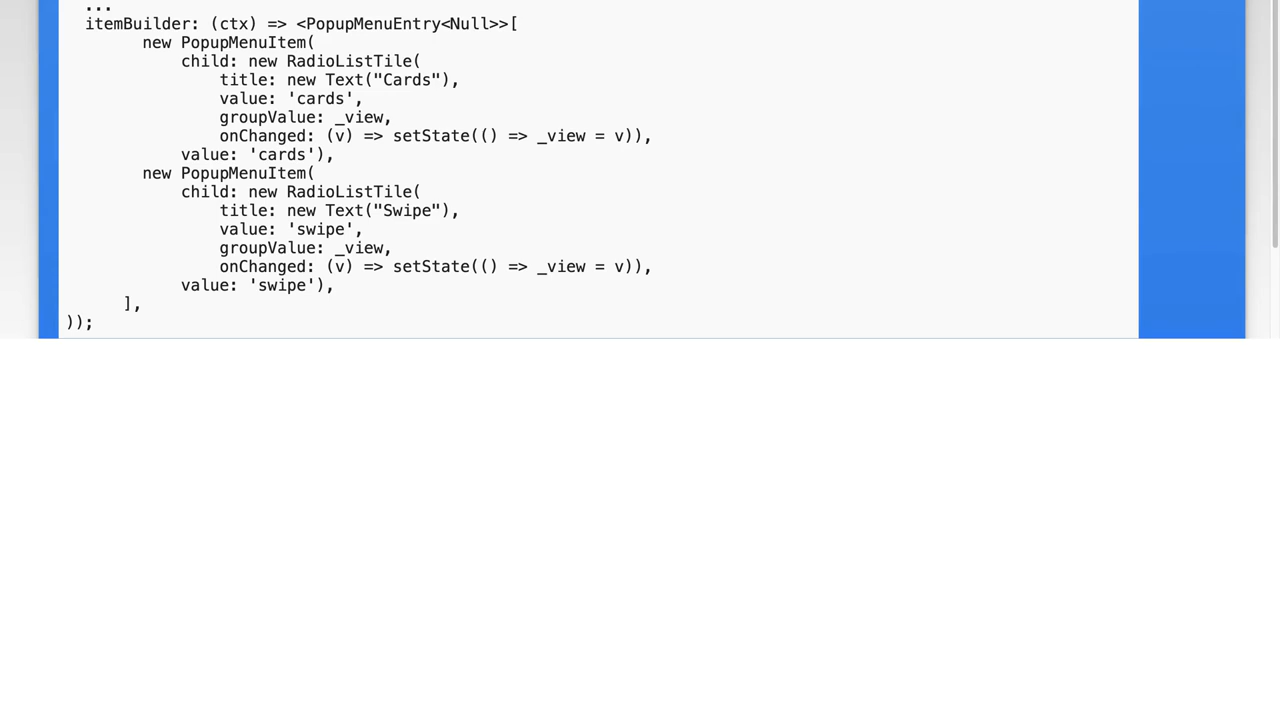 ...
itemBuilder: (ctx) => <PopupMenuEntry<Null>>[
new PopupMenuItem(
child: new RadioListTile(
title: new Text("Cards"),
value: 'cards',
groupValue: _view,
onChanged: (v) => setState(() => _view = v)),
value: 'cards'),
new PopupMenuItem(
child: new RadioListTile(
title: new Text("Swipe"),
value: 'swipe',
groupValue: _view,
onChanged: (v) => setState(() => _view = v)),
value: 'swipe'),
],
));